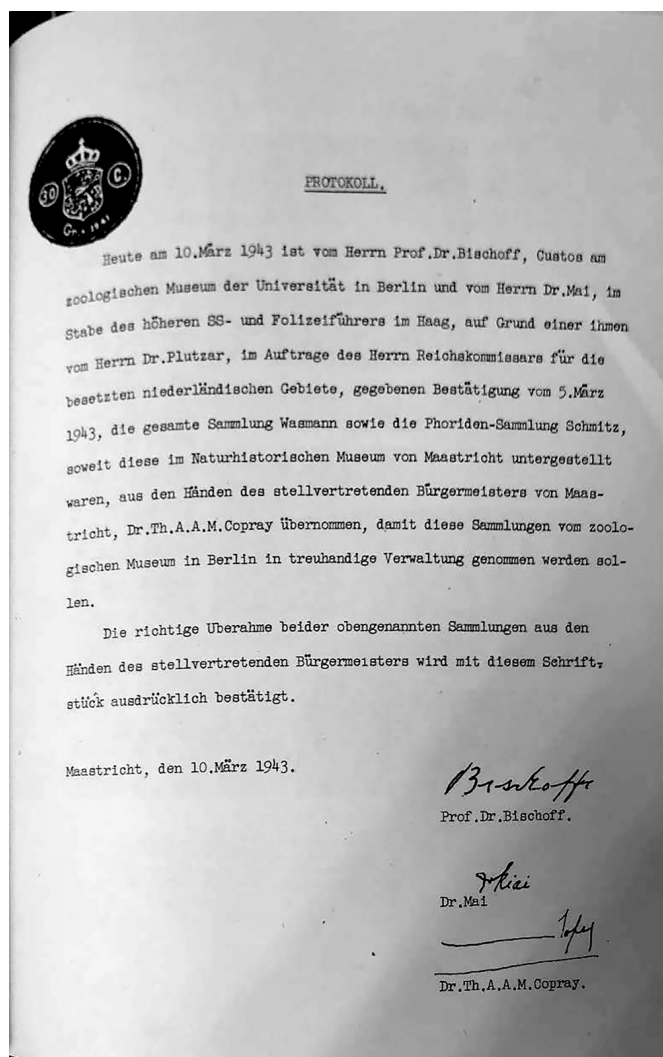 30 C.
Gr. 1941
PROTOKOLL.
Heute am 10.März 1943 ist vom Herrn Prof.Dr.Bischoff, Custos am
zoologischen Museum der Universität in Berlin und vom Herrn Dr.Mai, im
Stabe des höheren SS- und Folizeiführers im Haag, auf Grund einer ihmen
vom Herrn Dr.Plutzar, im Auftrage des Herrn Reichskommissars für die
besetzten niederländischen Gebiete, gegebenen Bestätigung vom 5.März
1943, die gesamte Sammlung Wasmann sowie die Phoriden-Sammlung Schmitz,
soweit diese im Naturhistorischen Museum von Maastricht untergestellt
waren, aus den Händen des stellvertretenden Bürgermeisters von Maas-
tricht, Dr.Th.A.A.M.Copray übernommen, damit diese Sammlungen vom zoolo-
gischen Museum in Berlin in treuhandige Verwaltung genommen werden sol-
len.
Die richtige Uberahme beider obengenannten Sammlungen aus den
Händen des stellvertretenden Bürgermeisters wird mit diesem Schrift-
stück ausdrücklich bestätigt.
Maastricht, den 10.März 1943.
Bischoff
Prof.Dr.Bischoff.
Dr.Mai
Dr.Th.A.A.M.Copray.